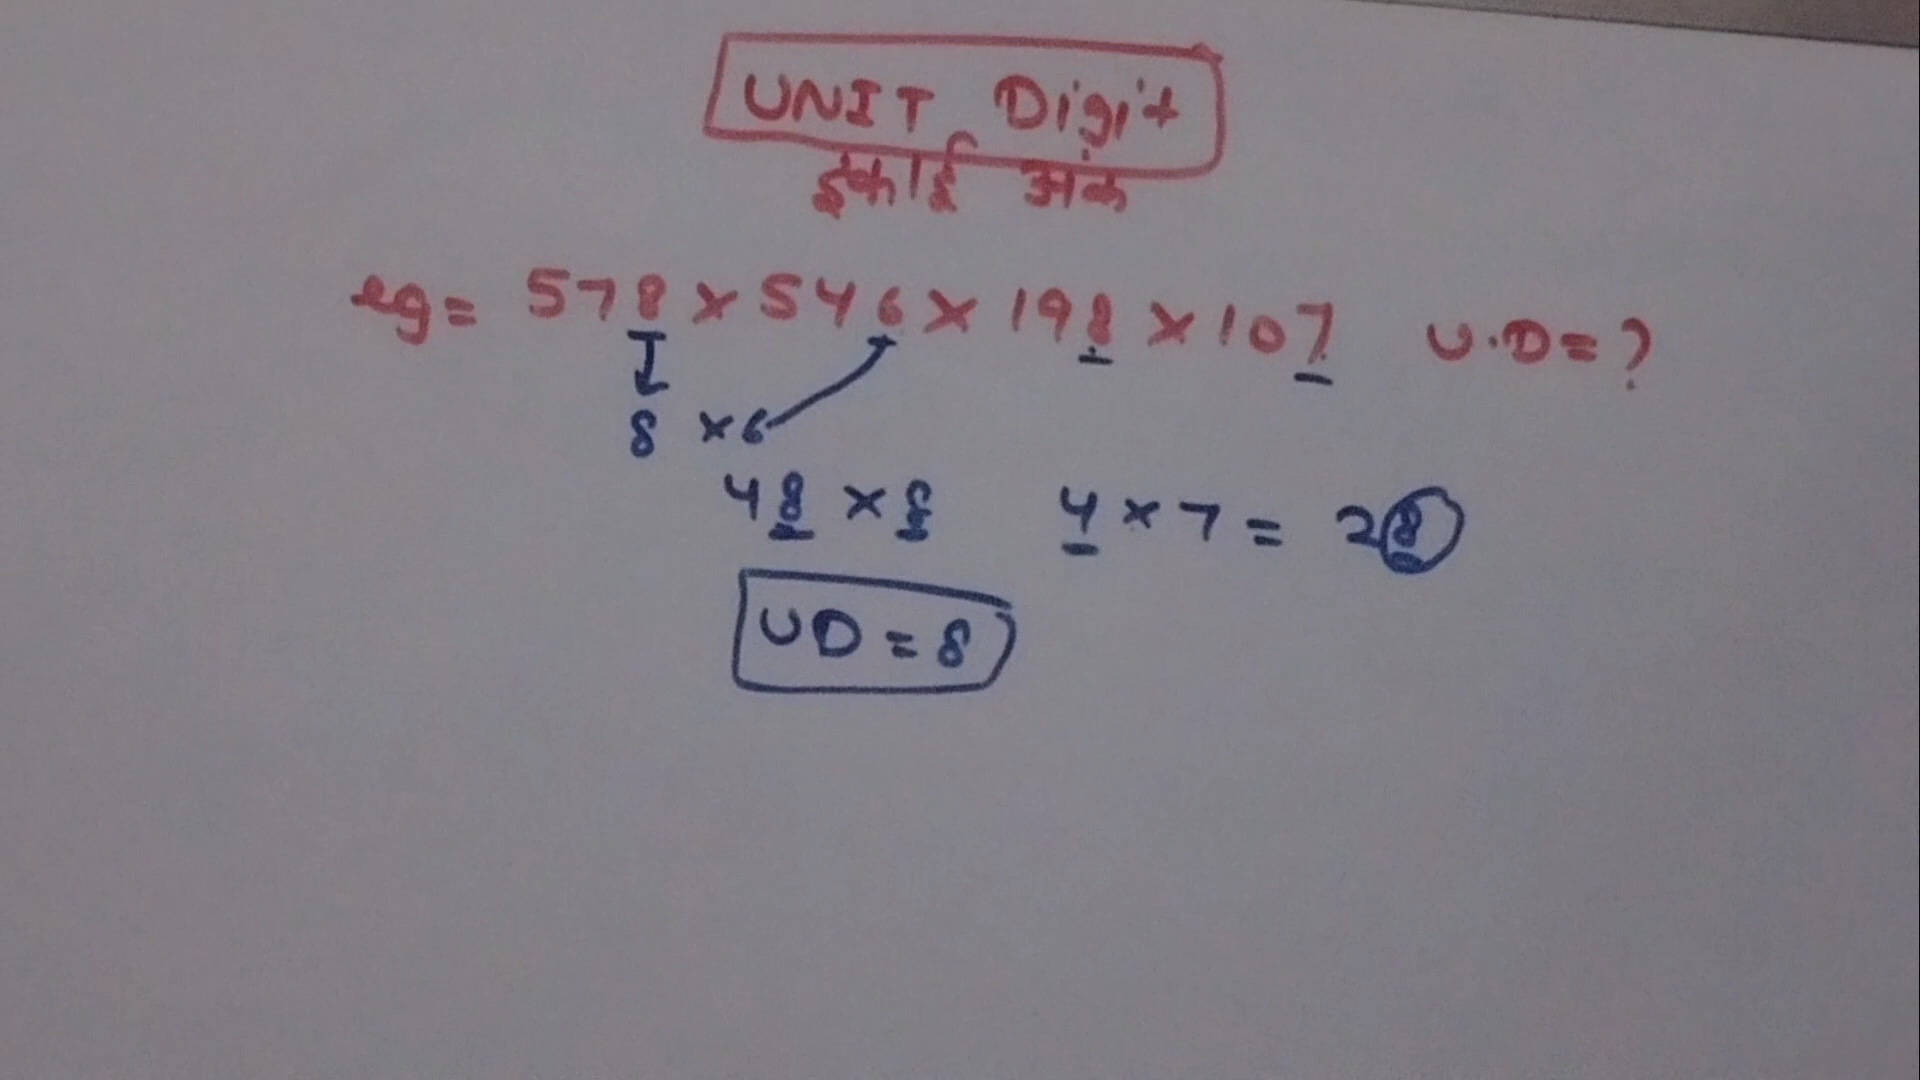 UNIT Digit
इकाई अंक
eg = 578 × 546 × 198 × 107 U.D = ?
8 × 6
48 × 8 4 × 7 = 28
UD = 8